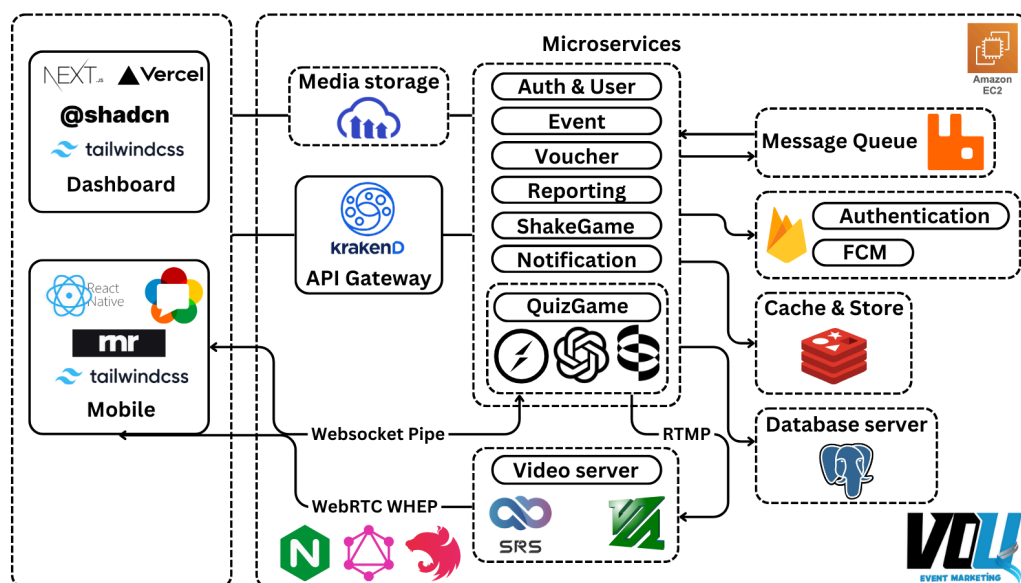 NEXT.JS
Vercel
@shadcn
tailwindcss
Dashboard
React
Native
mr
tailwindcss
Mobile
Media storage
krakenD
API Gateway
Microservices
Auth & User
Event
Voucher
Reporting
ShakeGame
Notification
QuizGame
Amazon
EC2
Message Queue
Authentication
FCM
Cache & Store
Database server
Websocket Pipe
RTMP
WebRTC WHEP
Video server
SRS
N
VOU
EVENT MARKETING